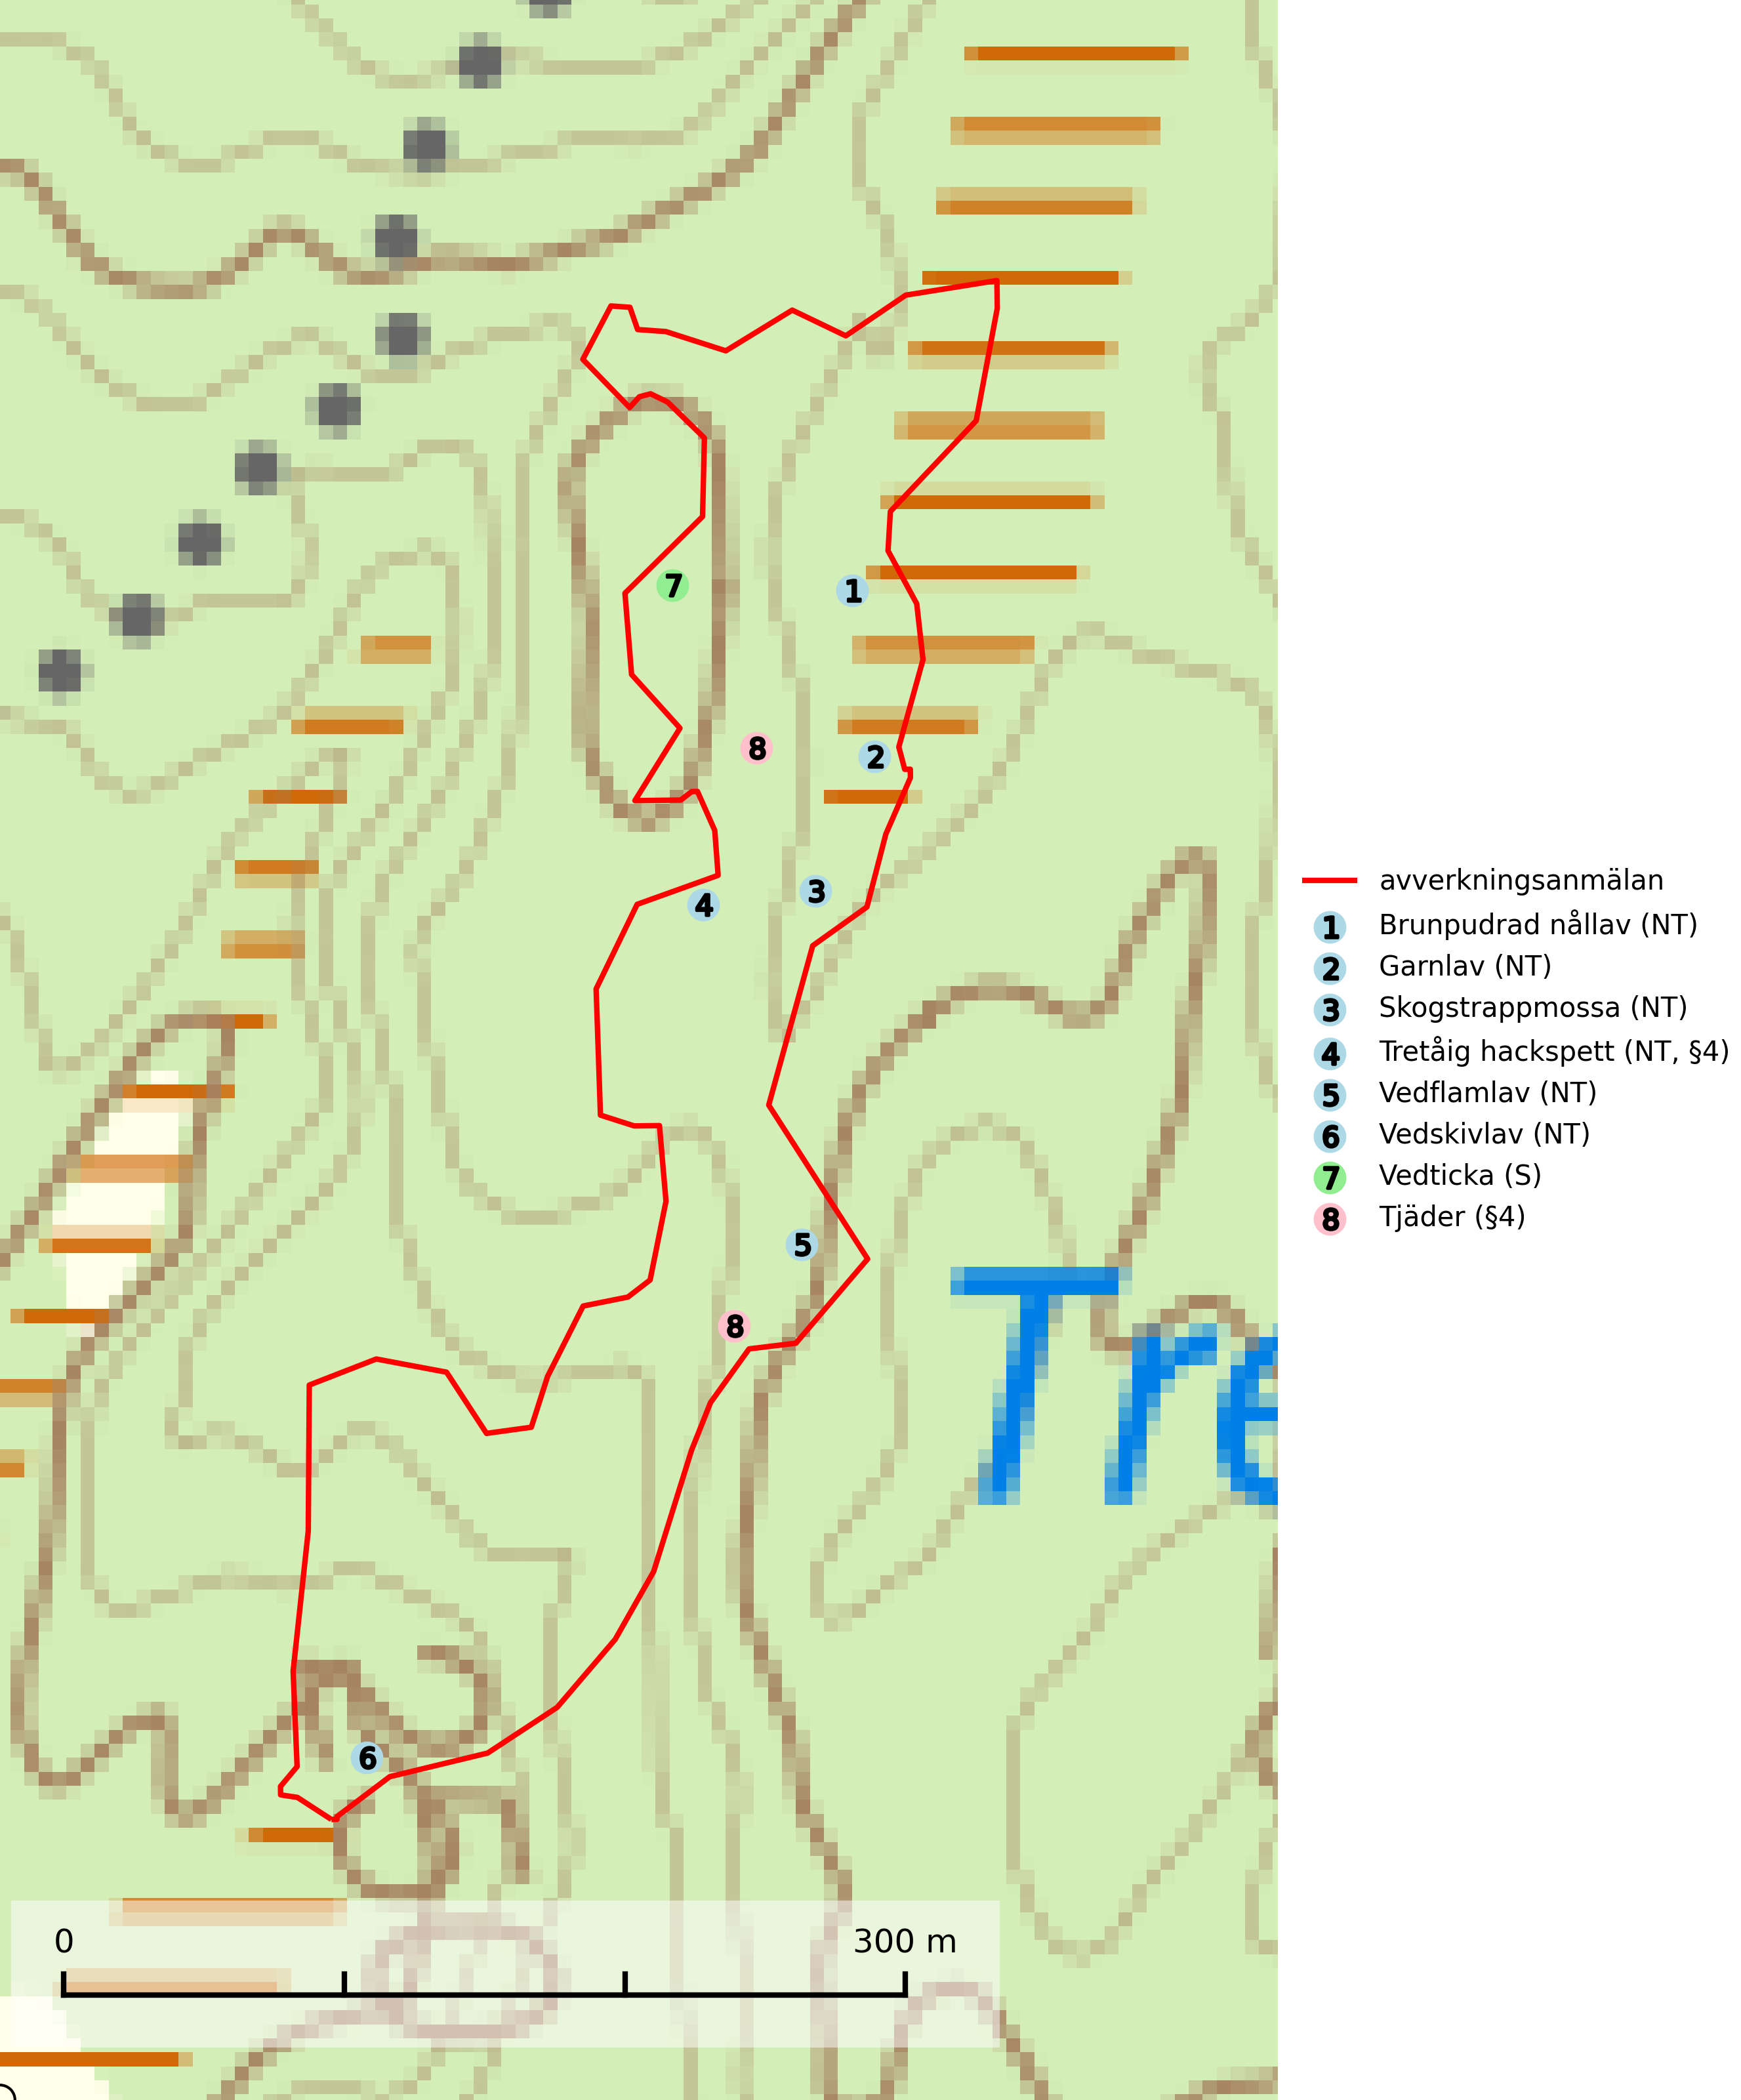 7
1
8
2
3
4
5
8
6
Tre
0 300 m
avverkningsanmälan
1 Brunpudrad nållav (NT)
2 Garnlav (NT)
3 Skogstrappmossa (NT)
4 Tretåig hackspett (NT, §4)
5 Vedflamlav (NT)
6 Vedskivlav (NT)
7 Vedticka (S)
8 Tjäder (§4)